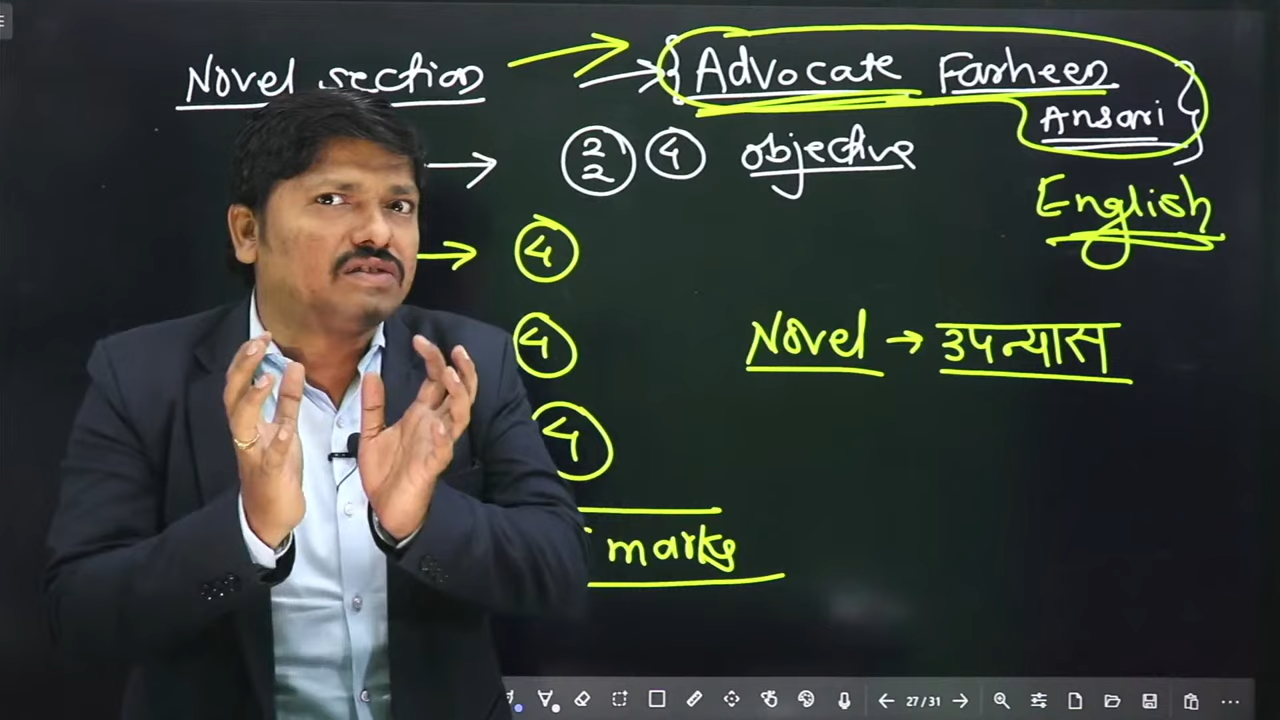 Novel section → → { Advocate Farheen
Ansari }
→ 2 2 4 objective
English
→ 4
4
Novel → उपन्यास
4
marks
27/31